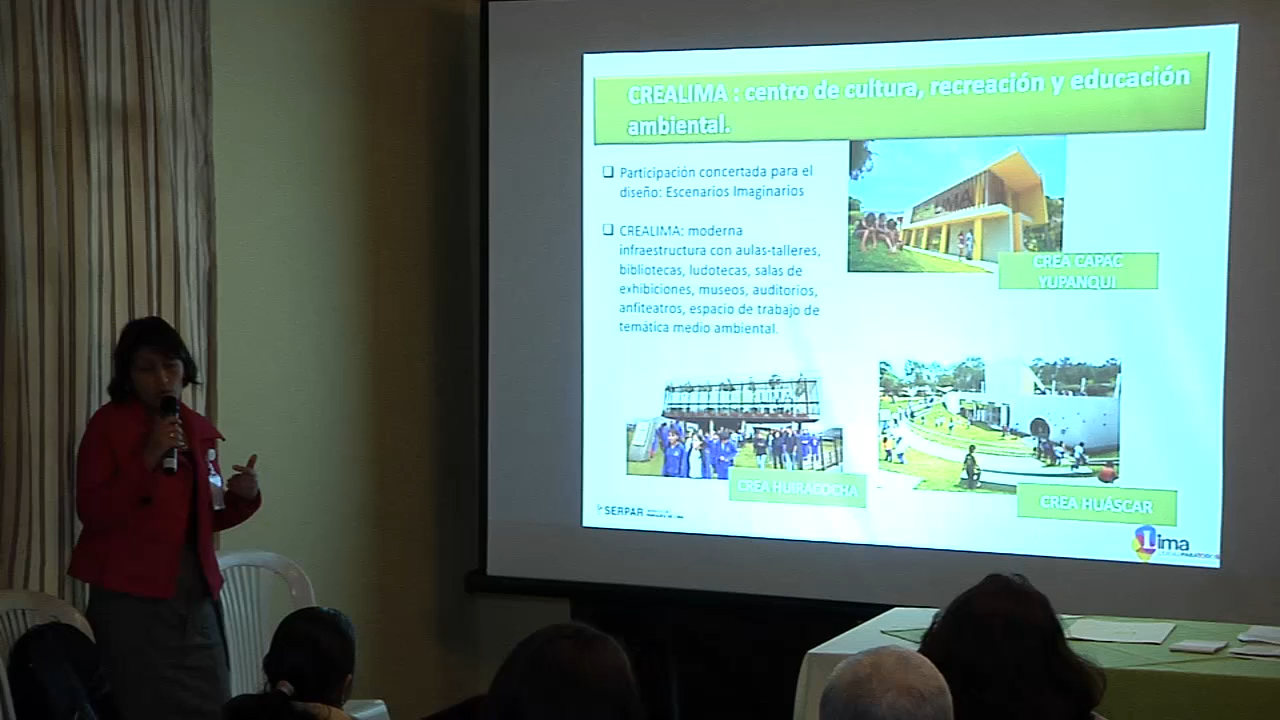 CREALIMA : centro de cultura, recreación y educación
ambiental.
❑ Participación concertada para el
diseño: Escenarios Imaginarios
❑ CREALIMA: moderna
infraestructura con aulas-talleres,
bibliotecas, ludotecas, salas de
exhibiciones, museos, auditorios,
anfiteatros, espacio de trabajo de
temática medio ambiental.
CREA CAPAC
YUPANQUI
CREA HUIRACOCHA
CREA HUÁSCAR
SERPAR
Lima